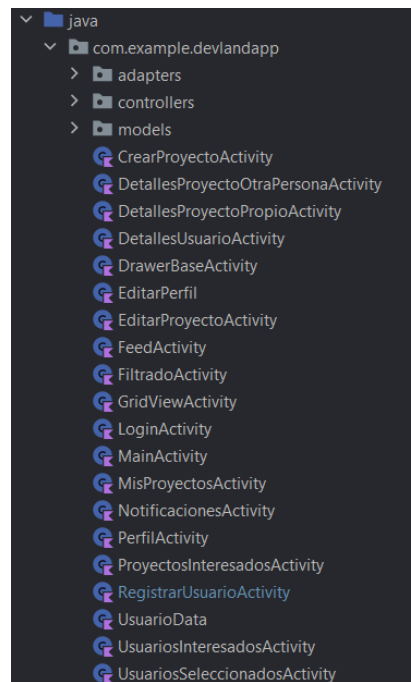 java
com.example.devlandapp
adapters
controllers
models
CrearProyectoActivity
DetallesProyectoOtraPersonaActivity
DetallesProyectoPropioActivity
DetallesUsuarioActivity
DrawerBaseActivity
EditarPerfil
EditarProyectoActivity
FeedActivity
FiltradoActivity
GridViewActivity
LoginActivity
MainActivity
MisProyectosActivity
NotificacionesActivity
PerfilActivity
ProyectosInteresadosActivity
RegistrarUsuarioActivity
UsuarioData
UsuariosInteresadosActivity
UsuariosSeleccionadosActivity